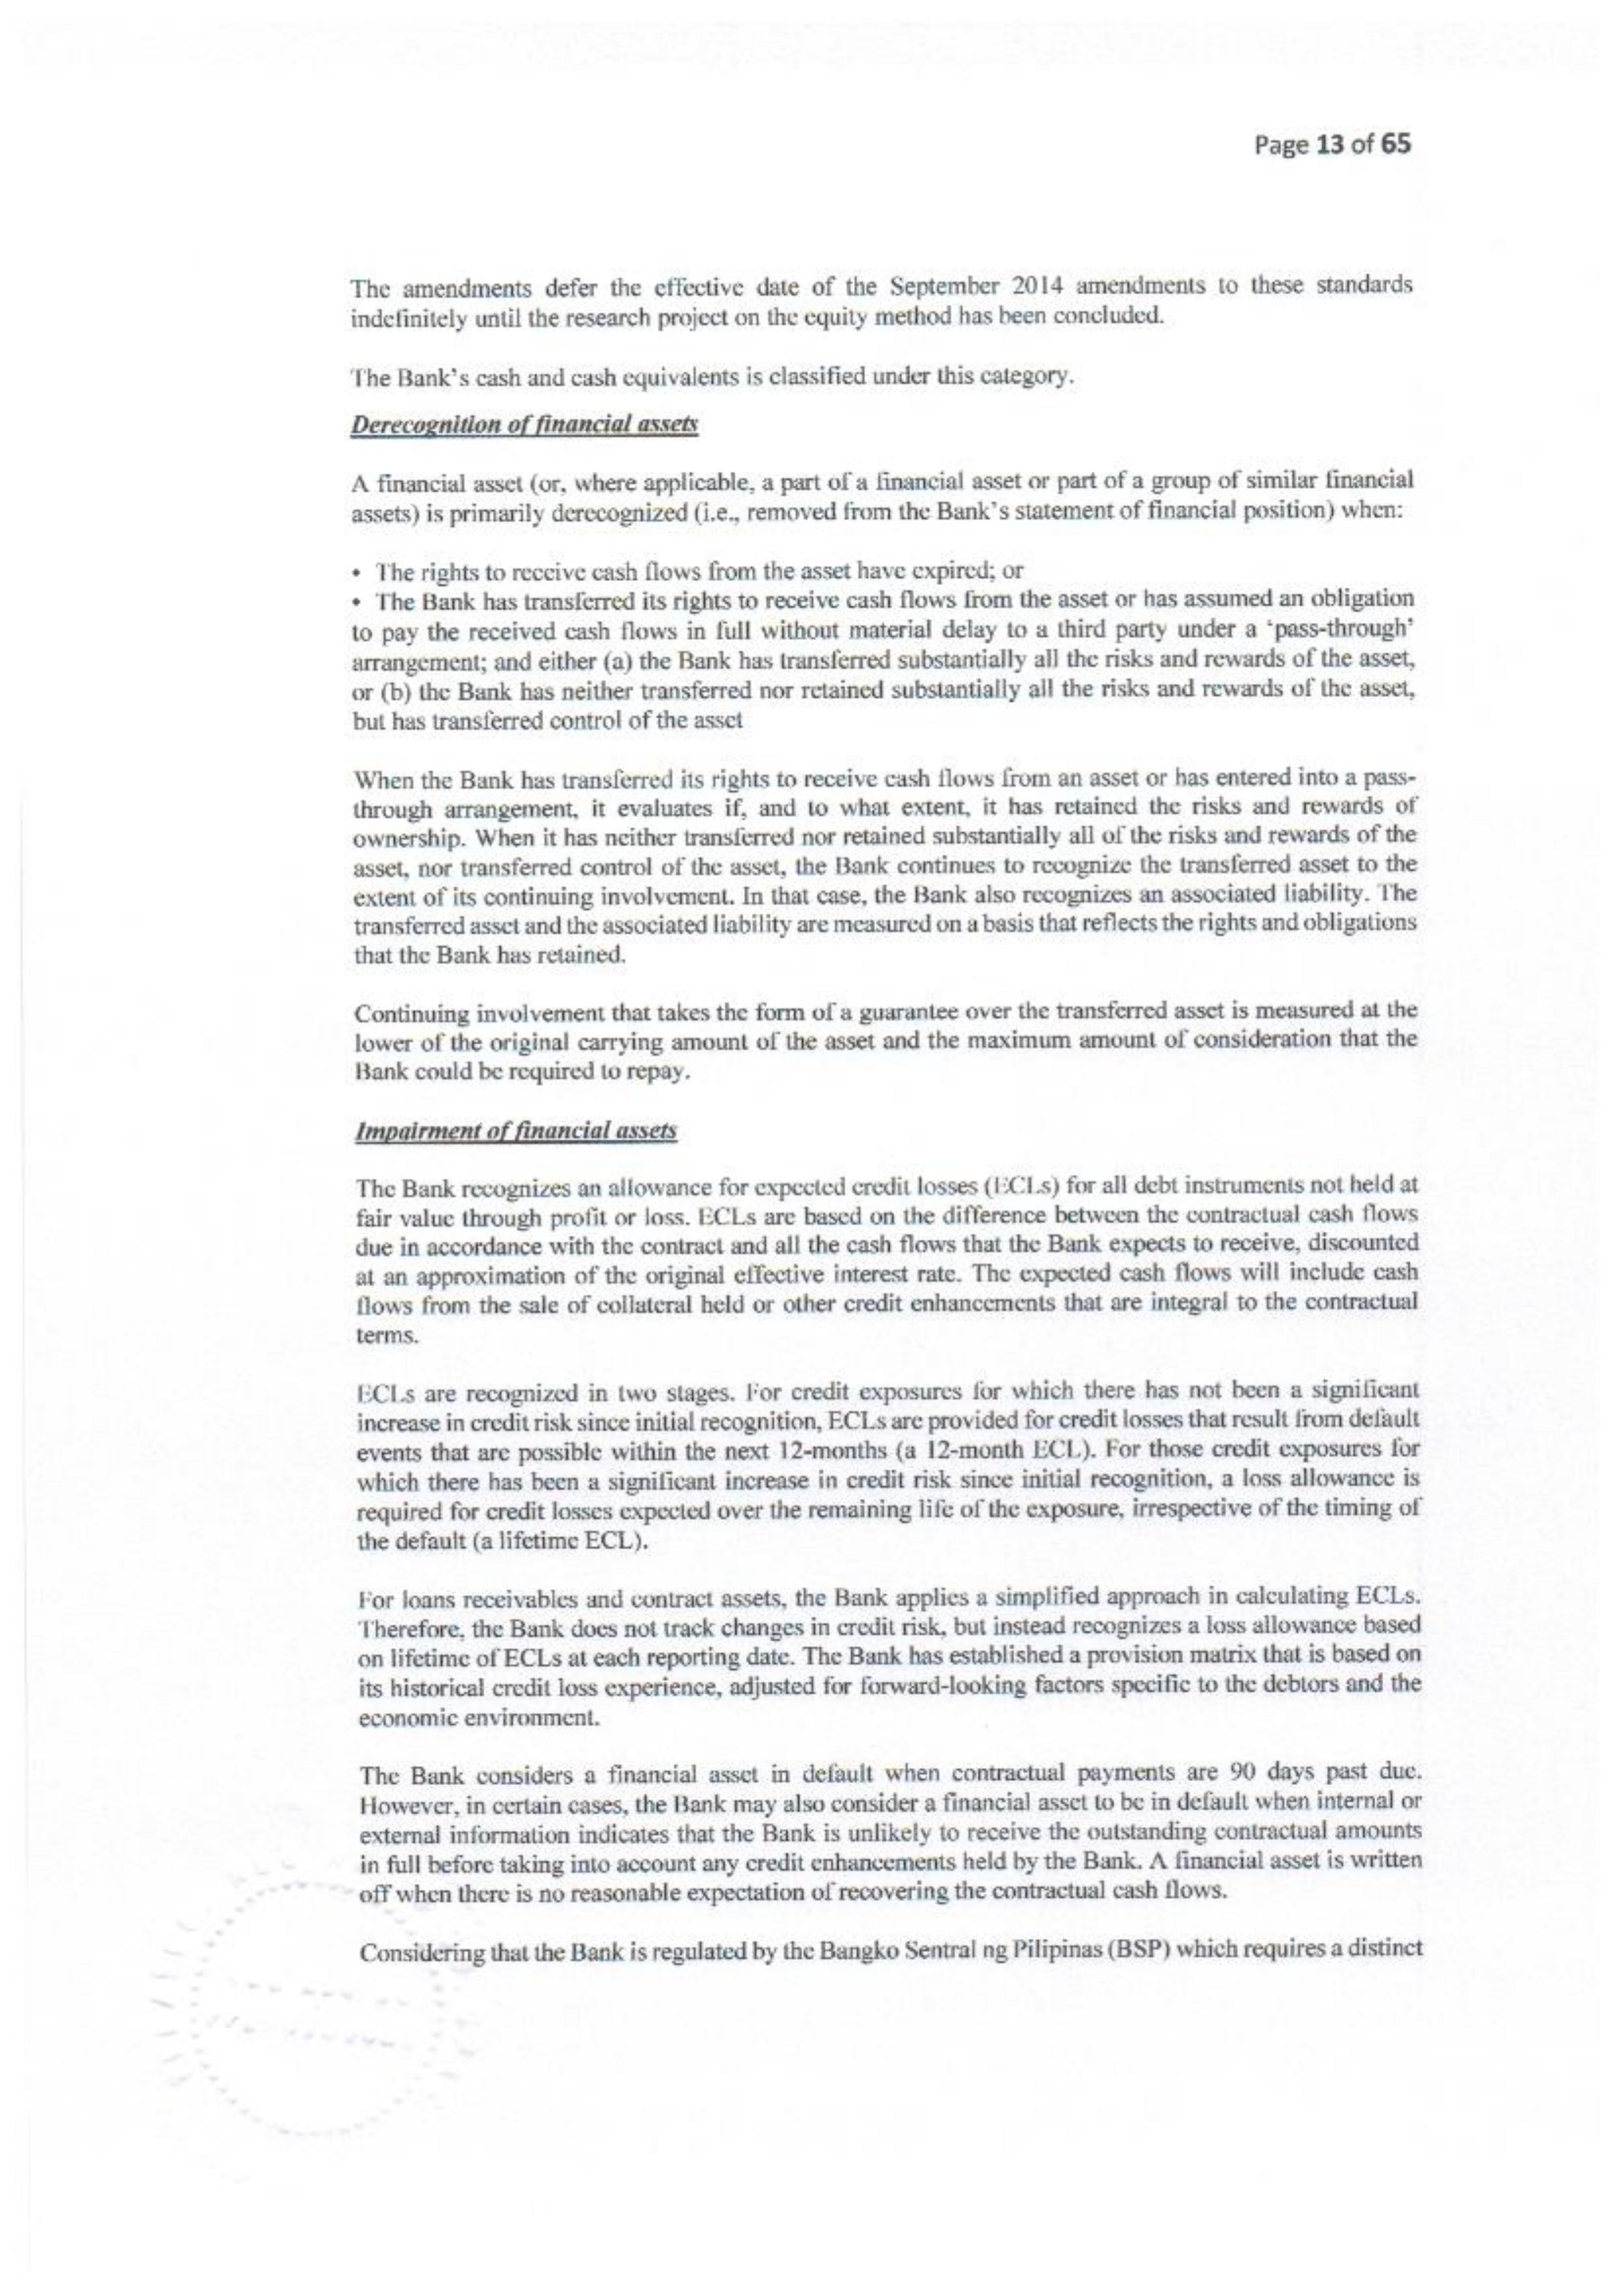 Page 13 of 65
The amendments defer the effective date of the September 2014 amendments to these standards
indefinitely until the research project on the equity method has been concluded.
The Bank's cash and cash equivalents is classified under this category.
Derecognition of financial assets
A financial asset (or, where applicable, a part of a financial asset or part of a group of similar financial
assets) is primarily derecognized (i.e., removed from the Bank's statement of financial position) when:
• The rights to receive cash flows from the asset have expired; or
• The Bank has transferred its rights to receive cash flows from the asset or has assumed an obligation
to pay the received cash flows in full without material delay to a third party under a 'pass-through'
arrangement; and either (a) the Bank has transferred substantially all the risks and rewards of the asset,
or (b) the Bank has neither transferred nor retained substantially all the risks and rewards of the asset,
but has transferred control of the asset
When the Bank has transferred its rights to receive cash flows from an asset or has entered into a pass-
through arrangement, it evaluates if, and to what extent, it has retained the risks and rewards of
ownership. When it has neither transferred nor retained substantially all of the risks and rewards of the
asset, nor transferred control of the asset, the Bank continues to recognize the transferred asset to the
extent of its continuing involvement. In that case, the Bank also recognizes an associated liability. The
transferred asset and the associated liability are measured on a basis that reflects the rights and obligations
that the Bank has retained.
Continuing involvement that takes the form of a guarantee over the transferred asset is measured at the
lower of the original carrying amount of the asset and the maximum amount of consideration that the
Bank could be required to repay.
Impairment of financial assets
The Bank recognizes an allowance for expected credit losses (ECLs) for all debt instruments not held at
fair value through profit or loss. ECLs are based on the difference between the contractual cash flows
due in accordance with the contract and all the cash flows that the Bank expects to receive, discounted
at an approximation of the original effective interest rate. The expected cash flows will include cash
flows from the sale of collateral held or other credit enhancements that are integral to the contractual
terms.
ECLs are recognized in two stages. For credit exposures for which there has not been a significant
increase in credit risk since initial recognition, ECLs are provided for credit losses that result from default
events that are possible within the next 12-months (a 12-month ECL). For those credit exposures for
which there has been a significant increase in credit risk since initial recognition, a loss allowance is
required for credit losses expected over the remaining life of the exposure, irrespective of the timing of
the default (a lifetime ECL).
For loans receivables and contract assets, the Bank applies a simplified approach in calculating ECLs.
Therefore, the Bank does not track changes in credit risk, but instead recognizes a loss allowance based
on lifetime of ECLs at each reporting date. The Bank has established a provision matrix that is based on
its historical credit loss experience, adjusted for forward-looking factors specific to the debtors and the
economic environment.
The Bank considers a financial asset in default when contractual payments are 90 days past due.
However, in certain cases, the Bank may also consider a financial asset to be in default when internal or
external information indicates that the Bank is unlikely to receive the outstanding contractual amounts
in full before taking into account any credit enhancements held by the Bank. A financial asset is written
off when there is no reasonable expectation of recovering the contractual cash flows.
Considering that the Bank is regulated by the Bangko Sentral ng Pilipinas (BSP) which requires a distinct